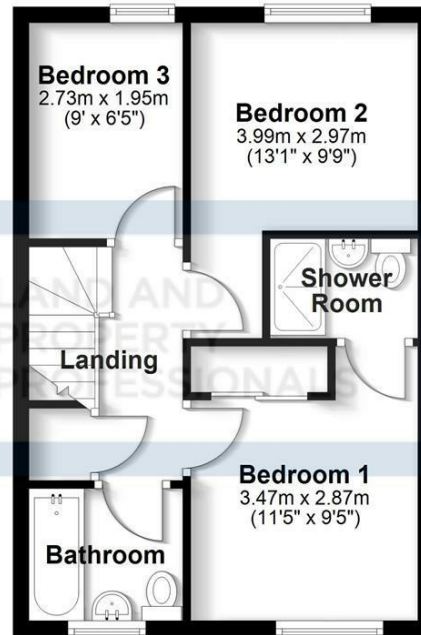 Bedroom 3
2.73m x 1.95m
(9' x 6'5")
Bedroom 2
3.99m x 2.97m
(13'1" x 9'9")
Shower
Room
LAND AND
PROPERTY
PROFESSIONALS
Landing
Bedroom 1
3.47m x 2.87m
(11'5" x 9'5")
Bathroom